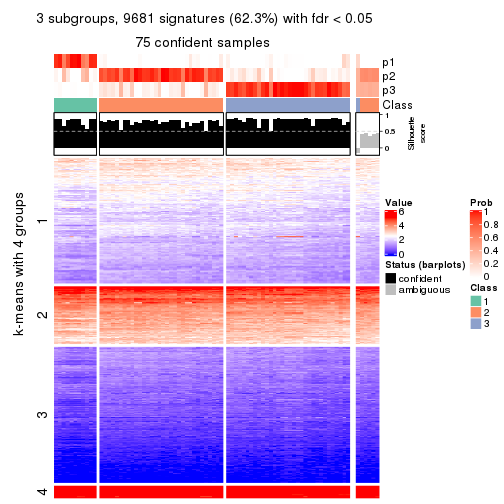 3 subgroups, 9681 signatures (62.3%) with fdr < 0.05
75 confident samples
p1
p2
p3
Class
1
0.5
0
Silhouette
score
k-means with 4 groups
1
2
3
4
Value
6
4
2
0
Status (barplots)
confident
ambiguous
Prob
1
0.8
0.6
0.4
0.2
0
Class
1
2
3